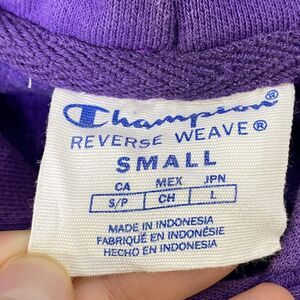 Champion®
REVERSE WEAVE®
SMALL
CA MEX JPN
S/P CH L
MADE IN INDONESIA
FABRIQUÉ EN INDONÉSIE
HECHO EN INDONESIA